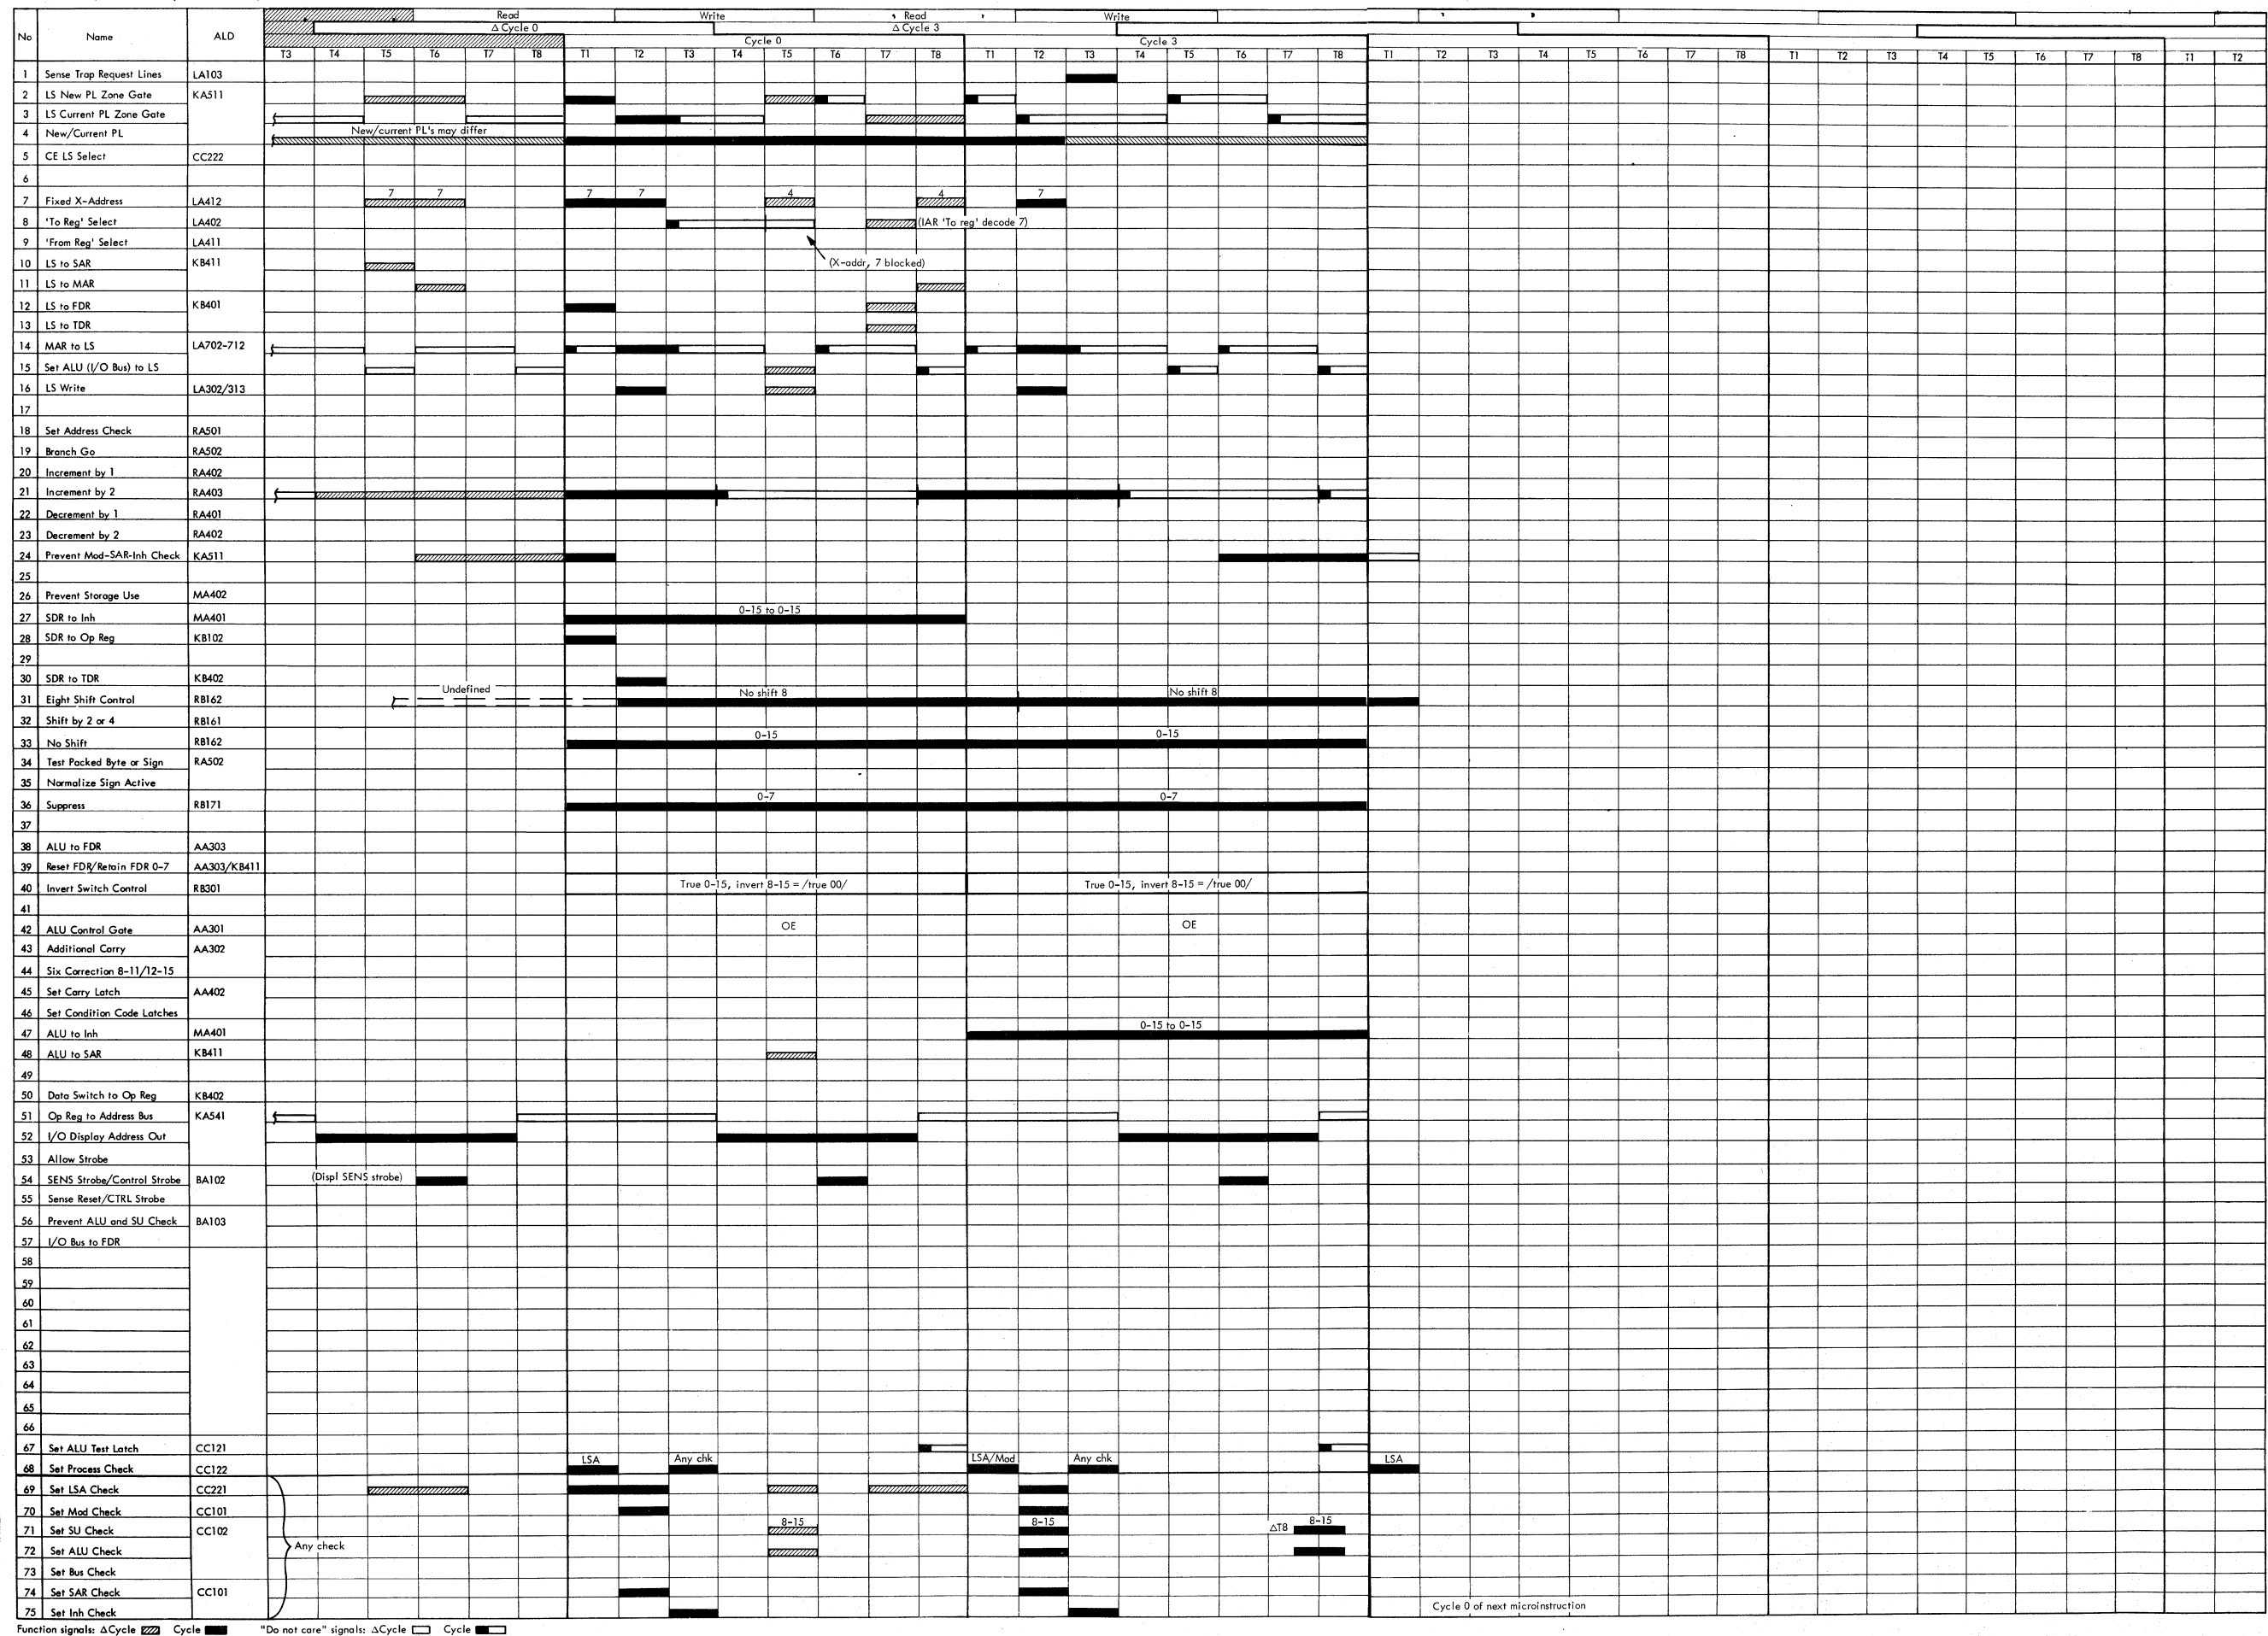 Read Write Read Write
Δ Cycle 0 Δ Cycle 3
No Name ALD Cycle 0 Cycle 3
T3 T4 T5 T6 T7 T8 T1 T2 T3 T4 T5 T6 T7 T8 T1 T2 T3 T4 T5 T6 T7 T8 T1 T2 T3 T4 T5 T6 T7 T8 T1 T2 T3 T4 T5 T6 T7 T8 T1 T2
1 Sense Trap Request Lines LA103
2 LS New PL Zone Gate KA511
3 LS Current PL Zone Gate
4 New/Current PL New/current PL's may differ
5 CE LS Select CC222
6
7 Fixed X-Address LA412 7 7 7 7 4 4 7
8 'To Reg' Select LA402 (IAR 'To reg' decode 7)
9 'From Reg' Select LA411
10 LS to SAR KB411 (X-addr, 7 blocked)
11 LS to MAR
12 LS to FDR KB401
13 LS to TDR
14 MAR to LS LA702-712
15 Set ALU (I/O Bus) to LS
16 LS Write LA302/313
17
18 Set Address Check RA501
19 Branch Go RA502
20 Increment by 1 RA402
21 Increment by 2 RA403
22 Decrement by 1 RA401
23 Decrement by 2 RA402
24 Prevent Mod-SAR-Inh Check KA511
25
26 Prevent Storage Use MA402
27 SDR to Inh MA401 0-15 to 0-15
28 SDR to Op Reg KB102
29
30 SDR to TDR KB402
31 Eight Shift Control RB162 Undefined No shift 8 No shift 8
32 Shift by 2 or 4 RB161
33 No Shift RB162 0-15 0-15
34 Test Packed Byte or Sign RA502
35 Normalize Sign Active
36 Suppress RB171 0-7 0-7
37
38 ALU to FDR AA303
39 Reset FDR/Retain FDR 0-7 AA303/KB411
40 Invert Switch Control RB301 True 0-15, invert 8-15 = /true 00/ True 0-15, invert 8-15 = /true 00/
41
42 ALU Control Gate AA301 OE OE
43 Additional Carry AA302
44 Six Correction 8-11/12-15
45 Set Carry Latch AA402
46 Set Condition Code Latches
47 ALU to Inh MA401 0-15 to 0-15
48 ALU to SAR KB411
49
50 Data Switch to Op Reg KB402
51 Op Reg to Address Bus KA541
52 I/O Display Address Out
53 Allow Strobe
54 SENS Strobe/Control Strobe BA102 (Displ SENS strobe)
55 Sense Reset/CTRL Strobe
56 Prevent ALU and SU Check BA103
57 I/O Bus to FDR
58
59
60
61
62
63
64
65
66
67 Set ALU Test Latch CC121
68 Set Process Check CC122 LSA Any chk LSA/Mod Any chk LSA
69 Set LSA Check CC221
70 Set Mod Check CC101
71 Set SU Check CC102 8-15 8-15 ΔT8 8-15
72 Set ALU Check Any check
73 Set Bus Check
74 Set SAR Check CC101
75 Set Inh Check Cycle 0 of next microinstruction
Function signals: ΔCycle Cycle "Do not care" signals: ΔCycle Cycle